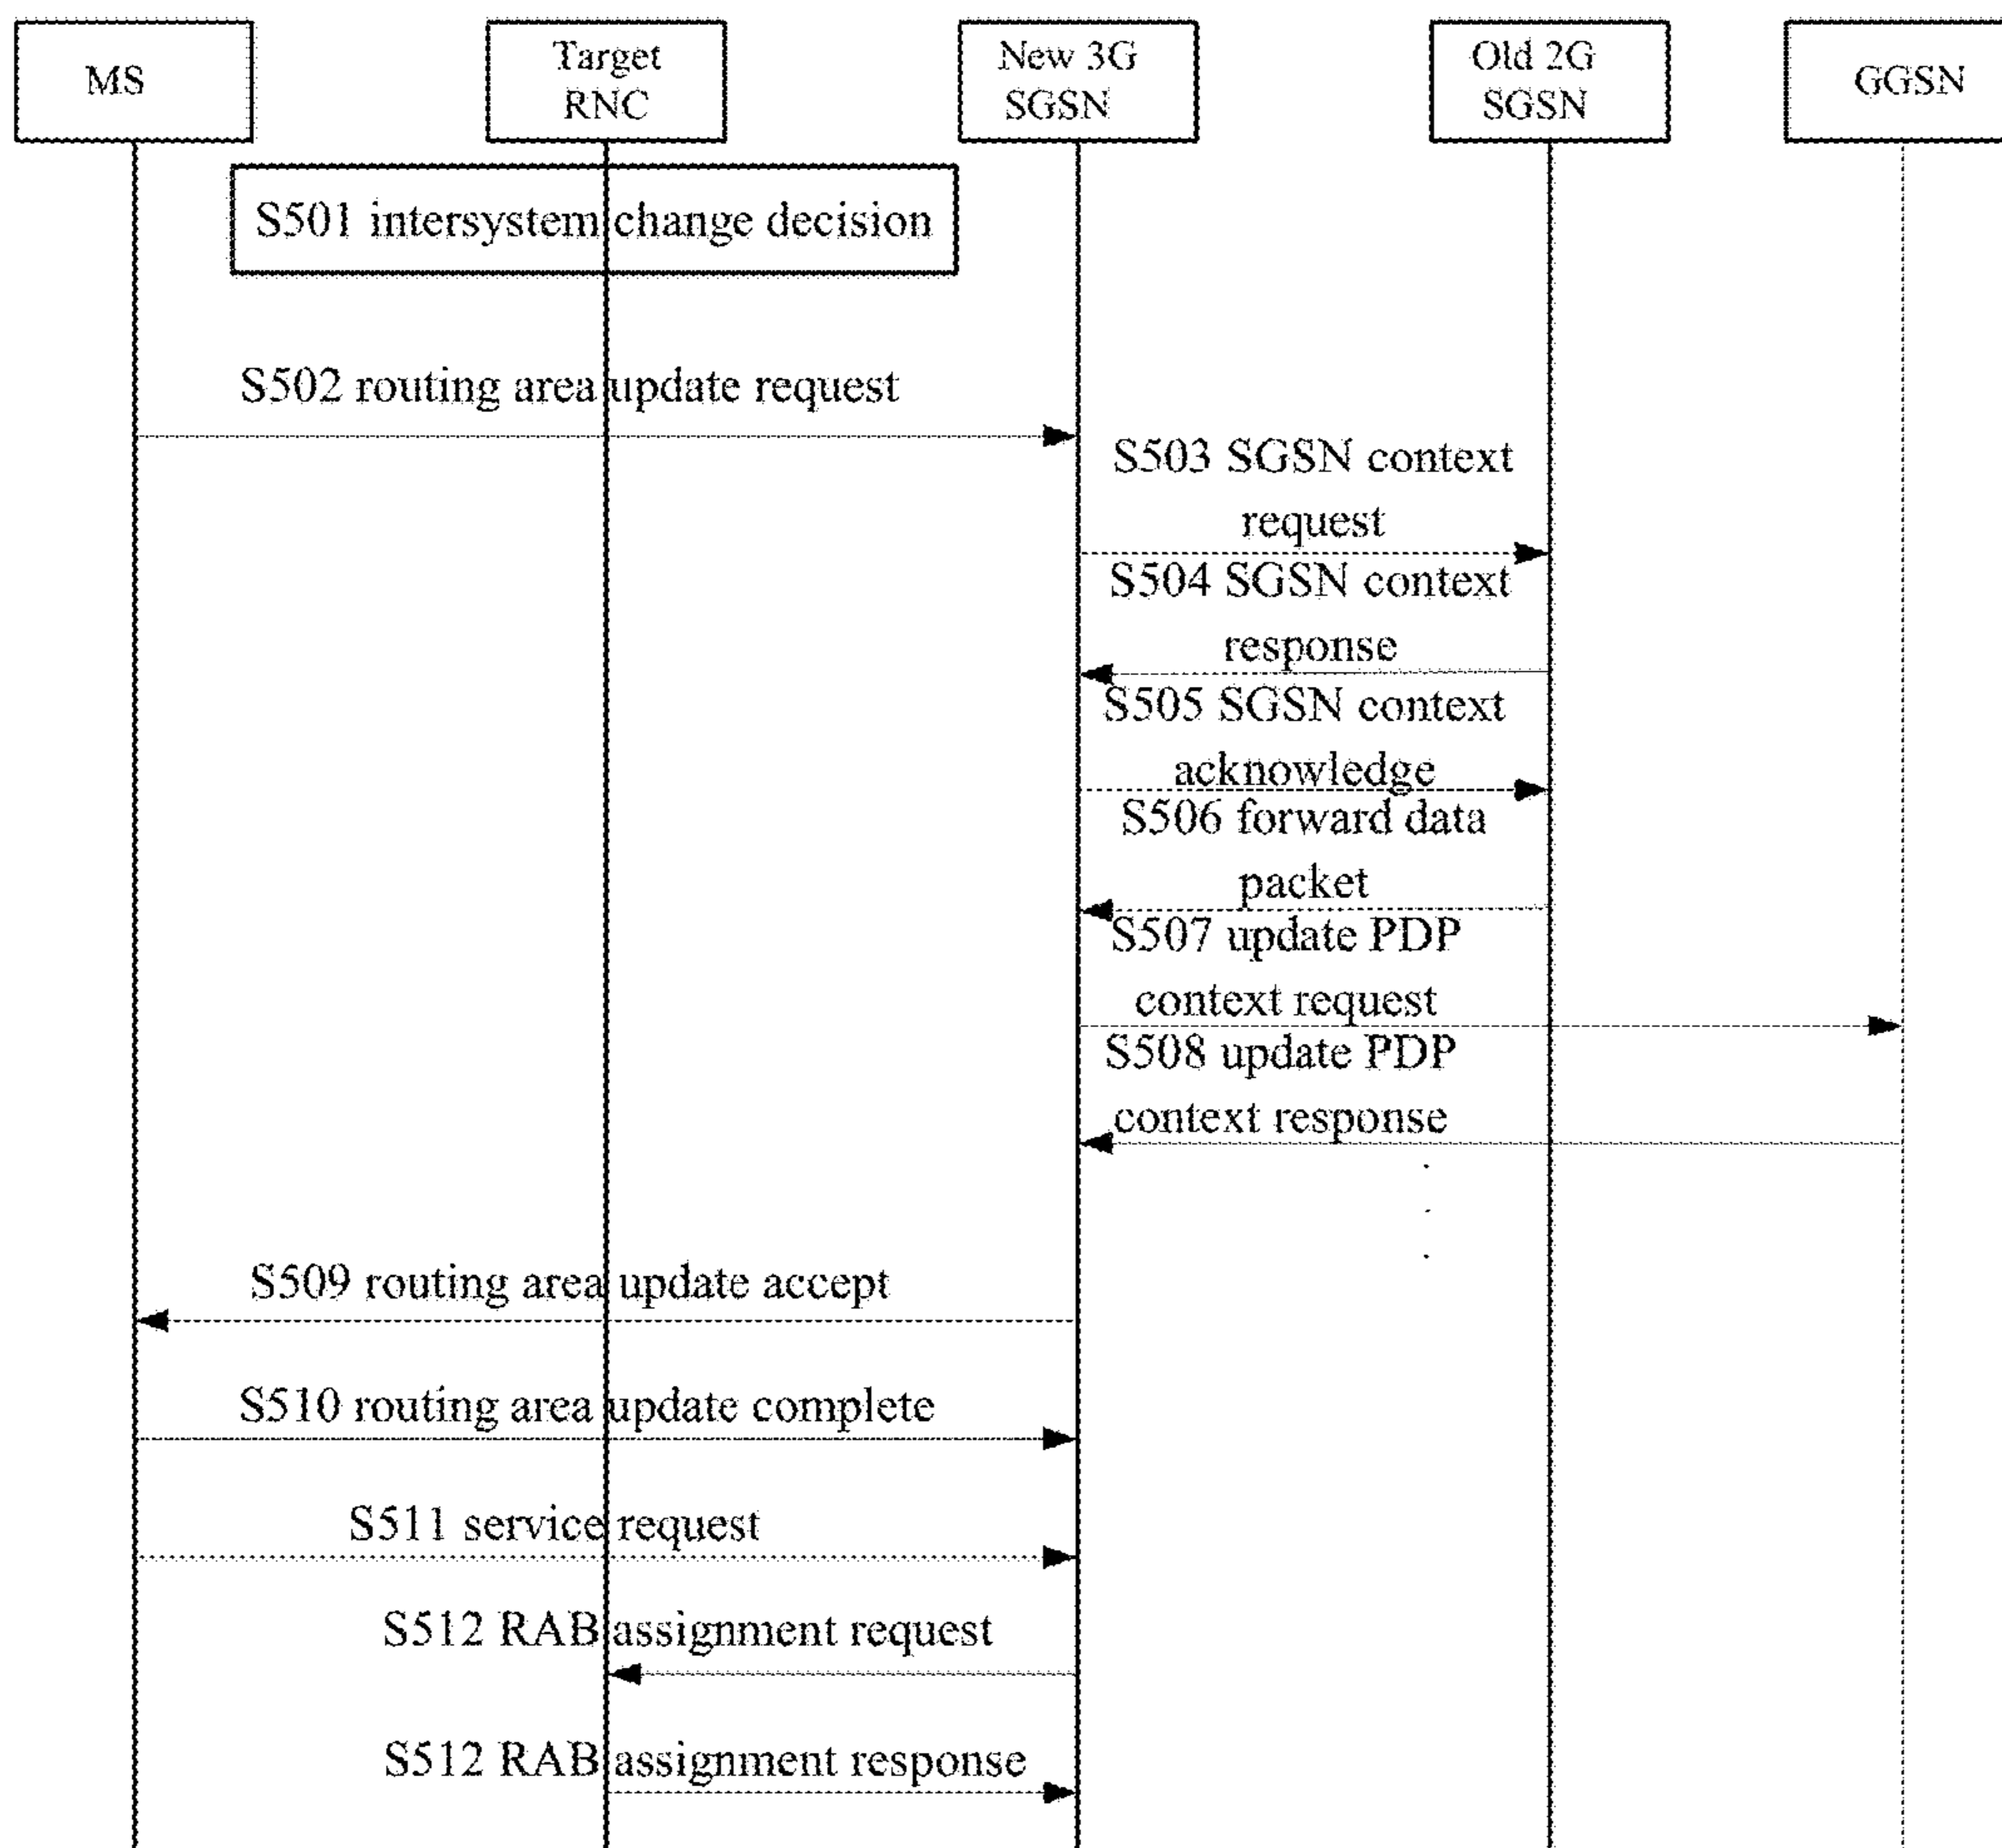 MS
Target
RNC
New 3G
SGSN
Old 2G
SGSN
GGSN
S501 intersystem change decision
S502 routing area update request
S503 SGSN context
request
S504 SGSN context
response
S505 SGSN context
acknowledge
S506 forward data
packet
S507 update PDP
context request
S508 update PDP
context response
S509 routing area update accept
S510 routing area update complete
S511 service request
S512 RAB assignment request
S512 RAB assignment response